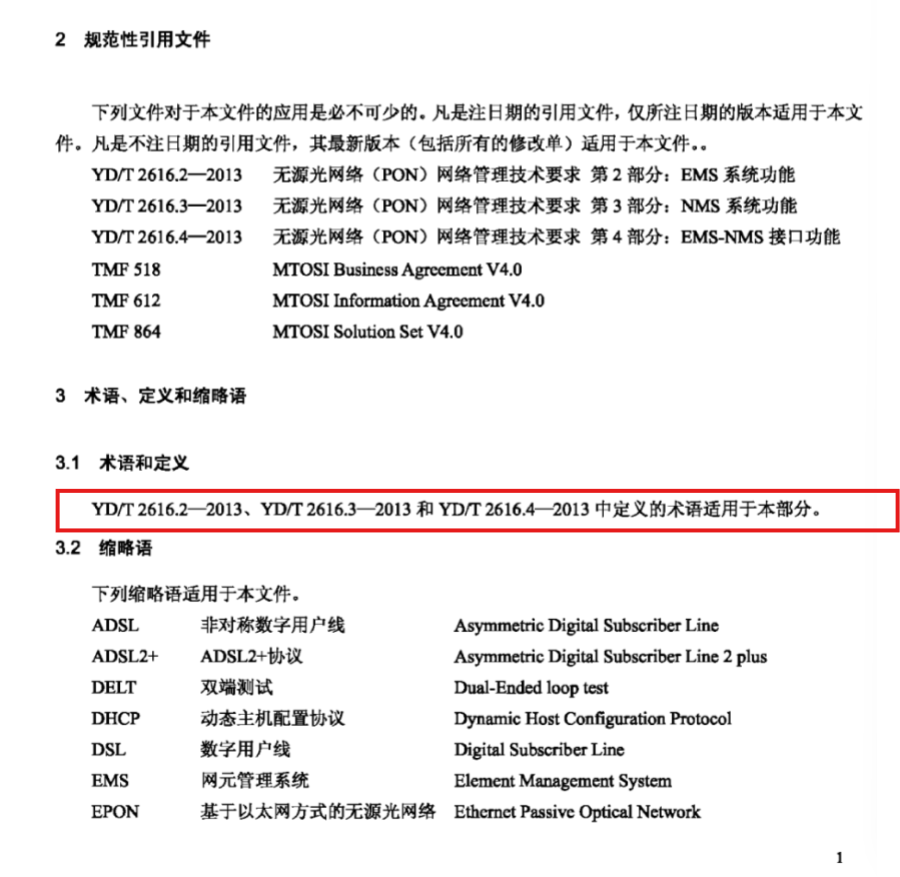 2 规范性引用文件
下列文件对于本文件的应用是必不可少的。凡是注日期的引用文件，仅所注日期的版本适用于本文
件。凡是不注日期的引用文件，其最新版本（包括所有的修改单）适用于本文件。。
YD/T 2616.2—2013 无源光网络（PON）网络管理技术要求 第 2 部分：EMS 系统功能
YD/T 2616.3—2013 无源光网络（PON）网络管理技术要求 第 3 部分：NMS 系统功能
YD/T 2616.4—2013 无源光网络（PON）网络管理技术要求 第 4 部分：EMS-NMS 接口功能
TMF 518 MTOSI Business Agreement V4.0
TMF 612 MTOSI Information Agreement V4.0
TMF 864 MTOSI Solution Set V4.0
3 术语、定义和缩略语
3.1 术语和定义
YD/T 2616.2—2013、YD/T 2616.3—2013 和 YD/T 2616.4—2013 中定义的术语适用于本部分。
3.2 缩略语
下列缩略语适用于本文件。
ADSL 非对称数字用户线 Asymmetric Digital Subscriber Line
ADSL2+ ADSL2+协议 Asymmetric Digital Subscriber Line 2 plus
DELT 双端测试 Dual-Ended loop test
DHCP 动态主机配置协议 Dynamic Host Configuration Protocol
DSL 数字用户线 Digital Subscriber Line
EMS 网元管理系统 Element Management System
EPON 基于以太网方式的无源光网络 Ethernet Passive Optical Network
1